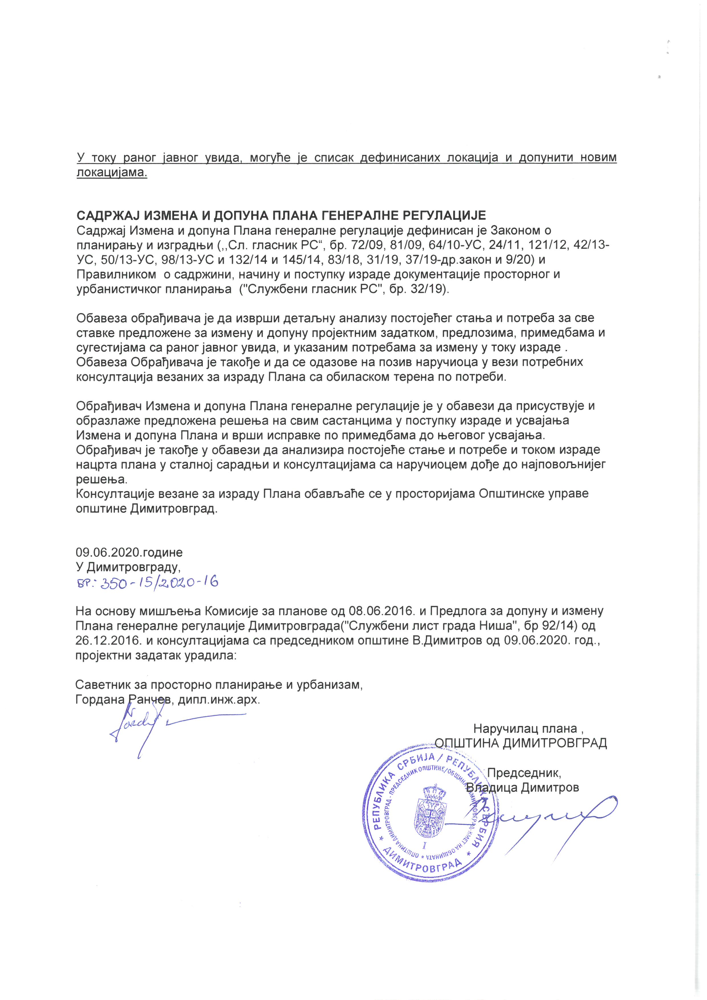 У току раног јавног увида, могуће је списак дефинисаних локација и допунити новим
локацијама.
САДРЖАЈ ИЗМЕНА И ДОПУНА ПЛАНА ГЕНЕРАЛНЕ РЕГУЛАЦИЈЕ
Садржај Измена и допуна Плана генералне регулације дефинисан је Законом о
планирању и изградњи (,,Сл. гласник РС“, бр. 72/09, 81/09, 64/10-УС, 24/11, 121/12, 42/13-
УС, 50/13-УС, 98/13-УС и 132/14 и 145/14, 83/18, 31/19, 37/19-др.закон и 9/20) и
Правилником о садржини, начину и поступку израде документације просторног и
урбанистичког планирања ("Службени гласник РС", бр. 32/19).
Обавеза обрађивача је да изврши детаљну анализу постојећег стања и потреба за све
ставке предложене за измену и допуну пројектним задатком, предлозима, примедбама и
сугестијама са раног јавног увида, и указаним потребама за измену у току израде .
Обавеза Обрађивача је такође и да се одазове на позив наручиоца у вези потребних
консултација везаних за израду Плана са обиласком терена по потреби.
Обрађивач Измена и допуна Плана генералне регулације је у обавези да присуствује и
образлаже предложена решења на свим састанцима у поступку израде и усвајања
Измена и допуна Плана и врши исправке по примедбама до његовог усвајања.
Обрађивач је такође у обавези да анализира постојеће стање и потребе и током израде
нацрта плана у сталној сарадњи и консултацијама са наручиоцем дође до најповољнијег
решења.
Консултације везане за израду Плана обављаће се у просторијама Општинске управе
општине Димитровград.
09.06.2020.године
У Димитровграду,
БР.: 350-15/2020-16
На основу мишљења Комисије за планове од 08.06.2016. и Предлога за допуну и измену
Плана генералне регулације Димитровграда("Службени лист града Ниша", бр 92/14) од
26.12.2016. и консултацијама са председником општине В.Димитров од 09.06.2020. год.,
пројектни задатак урадила:
Саветник за просторно планирање и урбанизам,
Гордана Ранчев, дипл.инж.арх.
Наручилац плана ,
ОПШТИНА ДИМИТРОВГРАД
Председник,
Владица Димитров
РЕПУБЛИКА СРБИЈА / РЕПУБЛИКА СЪРБИЯ * ДИМИТРОВГРАД *
ОПШТИНА ДИМИТРОВГРАД - ПРЕДСЕДНИК ОПШТИНЕ/ОБЩИНА ДИМИТРОВГРАД - КМЕТ НА ОБЩИНАТА *
I